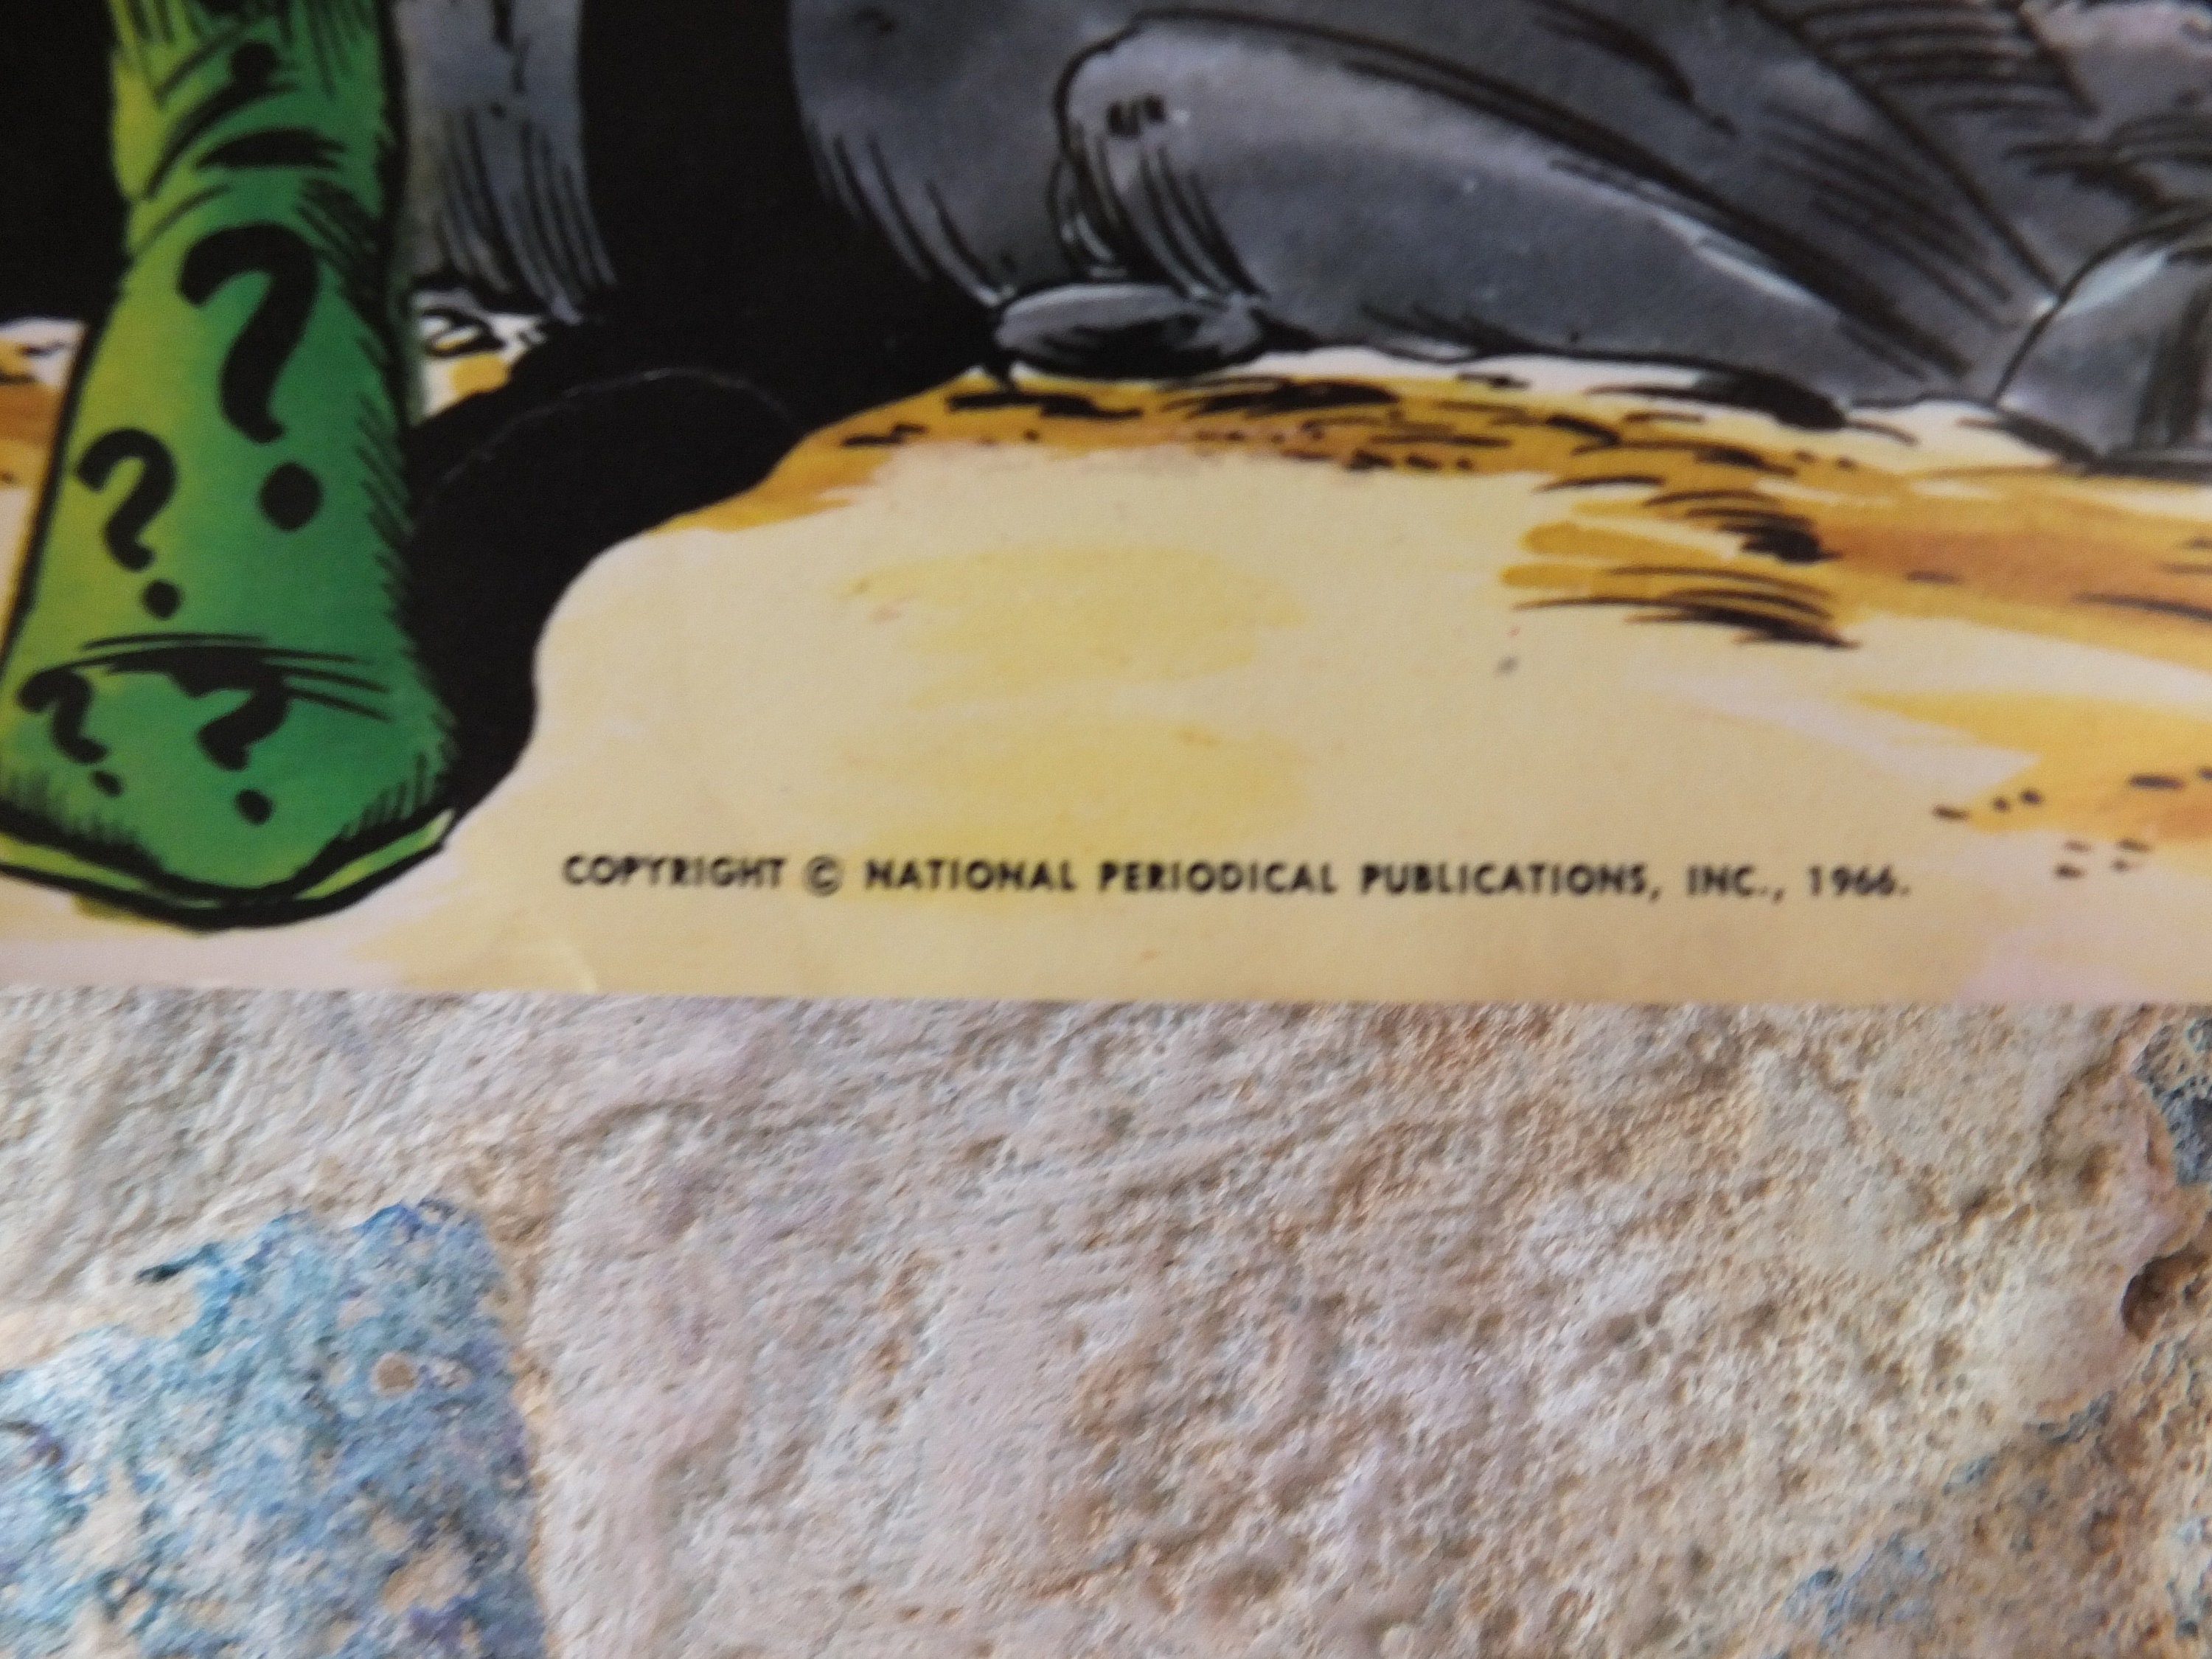 COPYRIGHT © NATIONAL PERIODICAL PUBLICATIONS, INC., 1966.